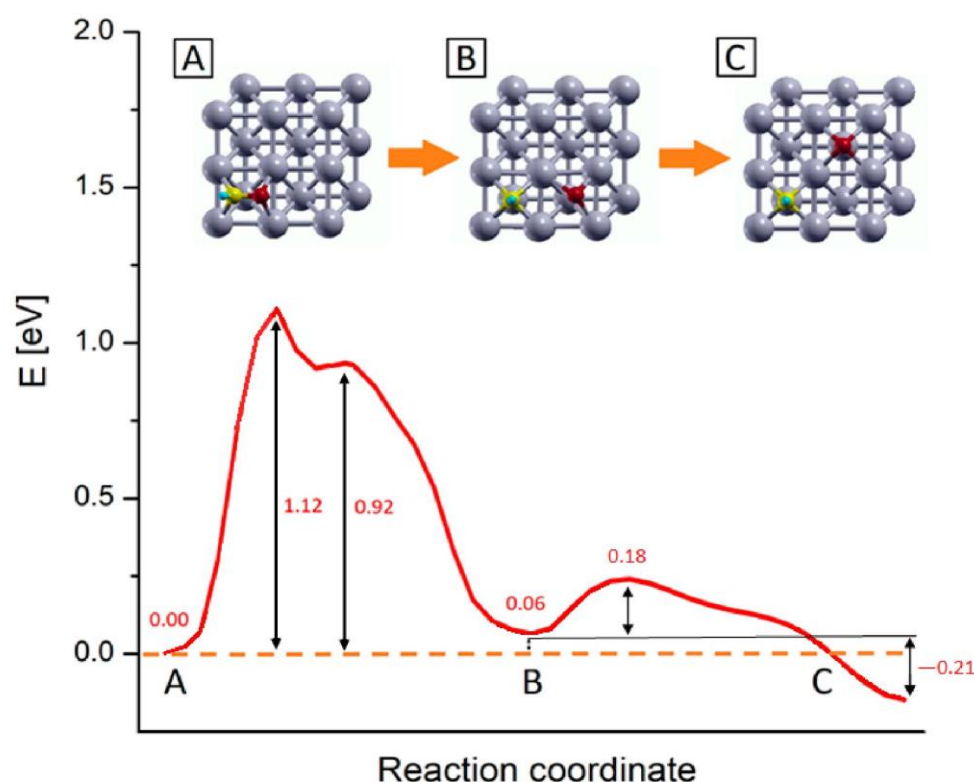 2.0
A
B
C
1.5
E [eV]
1.0
1.12
0.92
0.5
0.18
0.00
0.06
0.0
A
B
C
—0.21
Reaction coordinate